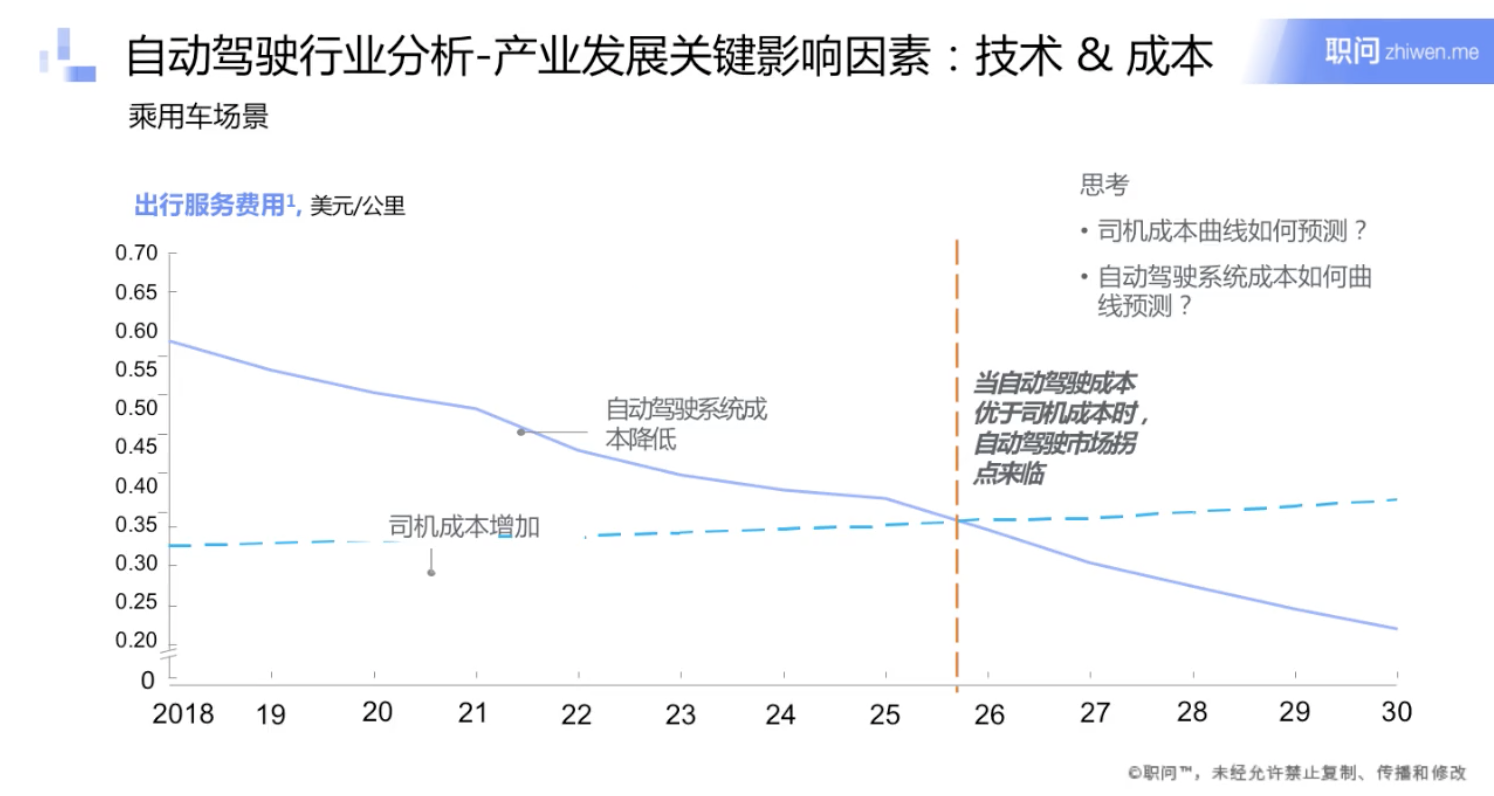 自动驾驶行业分析-产业发展关键影响因素：技术 & 成本
职问 zhiwen.me
乘用车场景
思考
• 司机成本曲线如何预测？
• 自动驾驶系统成本如何曲
线预测？
出行服务费用¹, 美元/公里
0.70
0.65
0.60
0.55
0.50
0.45
0.40
0.35
0.30
0.25
0.20
0
当自动驾驶成本
优于司机成本时，
自动驾驶市场拐
点来临
自动驾驶系统成
本降低
司机成本增加
2018 19 20 21 22 23 24 25 26 27 28 29 30
©职问™，未经允许禁止复制、传播和修改